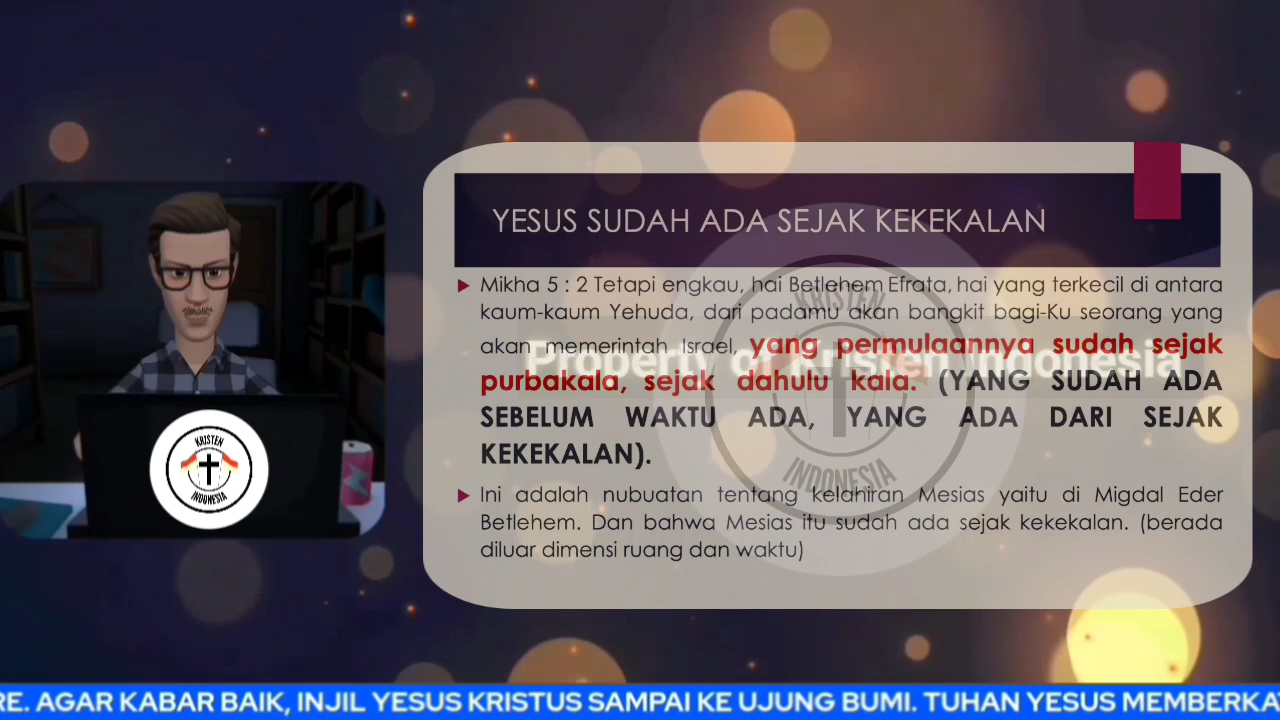 YESUS SUDAH ADA SEJAK KEKEKALAN
Mikha 5 : 2 Tetapi engkau, hai Betlehem Efrata, hai yang terkecil di antara
kaum-kaum Yehuda, dari padamu akan bangkit bagi-Ku seorang yang
akan memerintah Israel, yang permulaannya sudah sejak
purbakala, sejak dahulu kala. (YANG SUDAH ADA
SEBELUM WAKTU ADA, YANG ADA DARI SEJAK
KEKEKALAN).
Ini adalah nubuatan tentang kelahiran Mesias yaitu di Migdal Eder
Betlehem. Dan bahwa Mesias itu sudah ada sejak kekekalan. (berada
diluar dimensi ruang dan waktu)
Property of Kristen Indonesia
KRISTEN
INDONESIA
KRISTEN
INDONESIA
RE. AGAR KABAR BAIK, INJIL YESUS KRISTUS SAMPAI KE UJUNG BUMI. TUHAN YESUS MEMBERKA